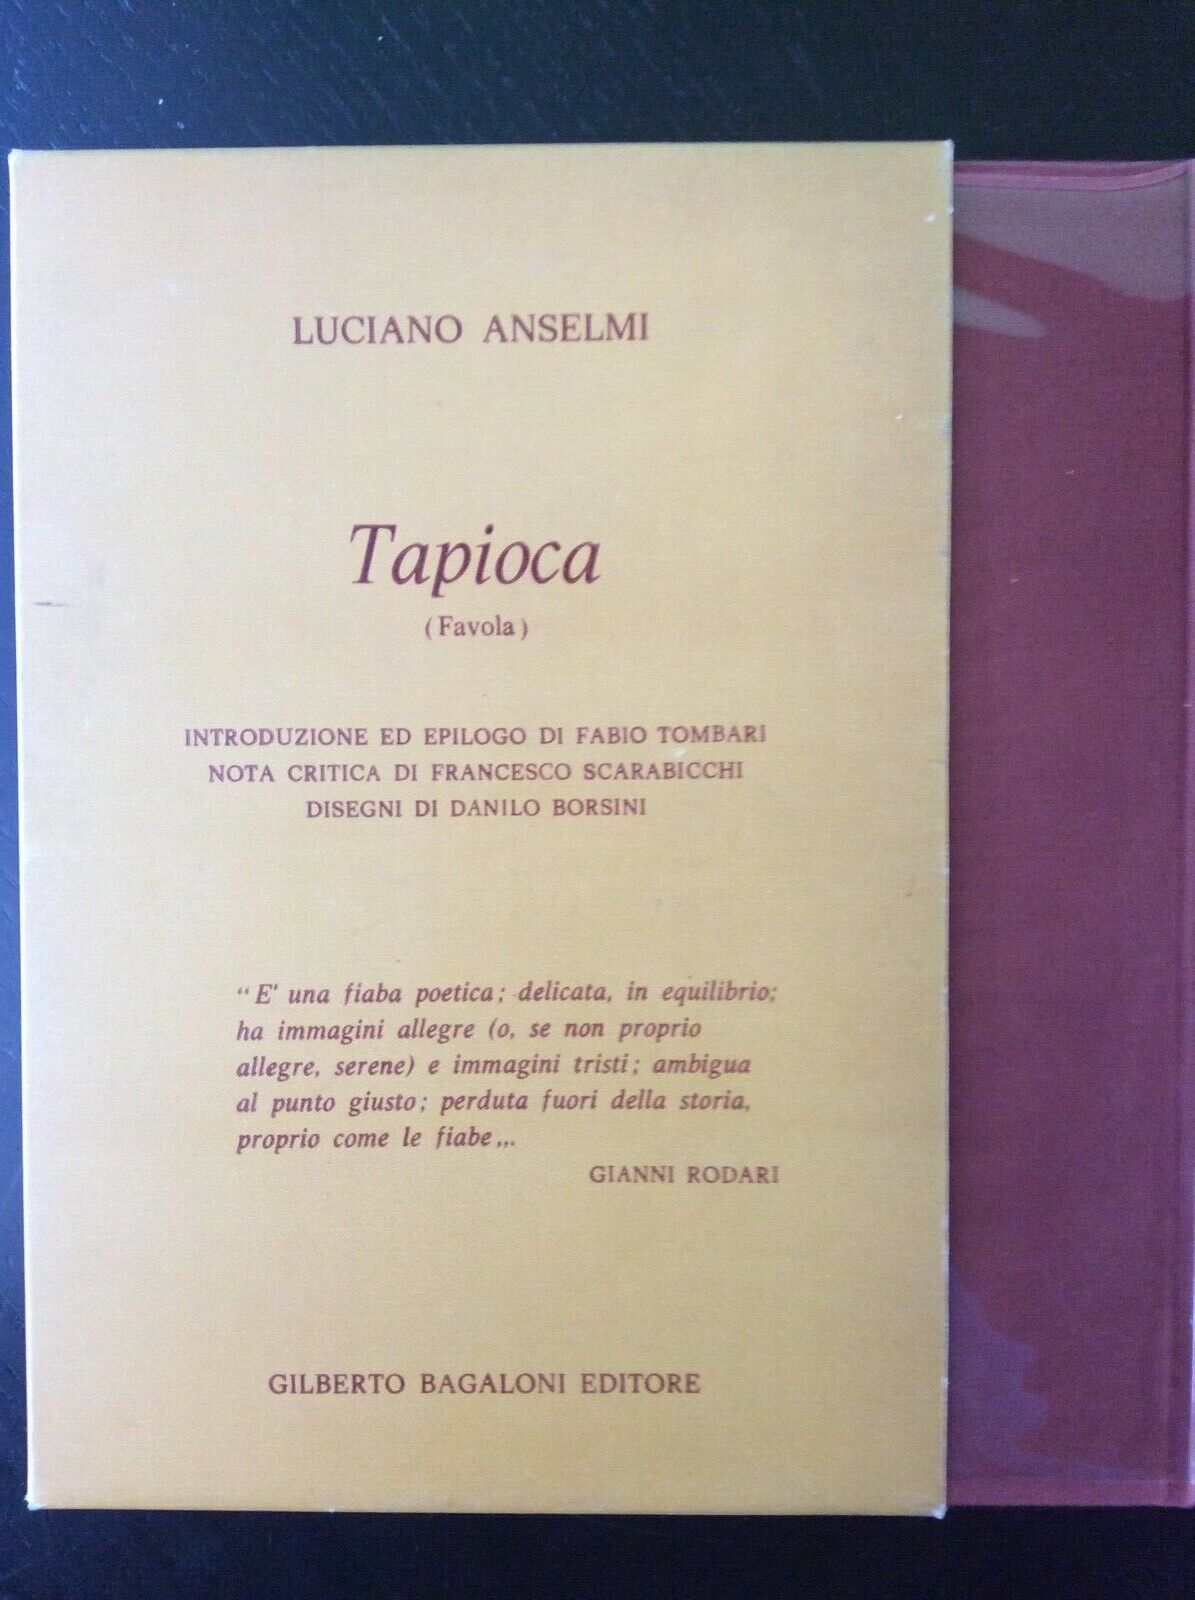 LUCIANO ANSELMI
Tapioca
(Favola)
INTRODUZIONE ED EPILOGO DI FABIO TOMBARI
NOTA CRITICA DI FRANCESCO SCARABICCHI
DISEGNI DI DANILO BORSINI
“E' una fiaba poetica; delicata, in equilibrio;
ha immagini allegre (o, se non proprio
allegre, serene) e immagini tristi; ambigua
al punto giusto; perduta fuori della storia,
proprio come le fiabe...
GIANNI RODARI
GILBERTO BAGALONI EDITORE